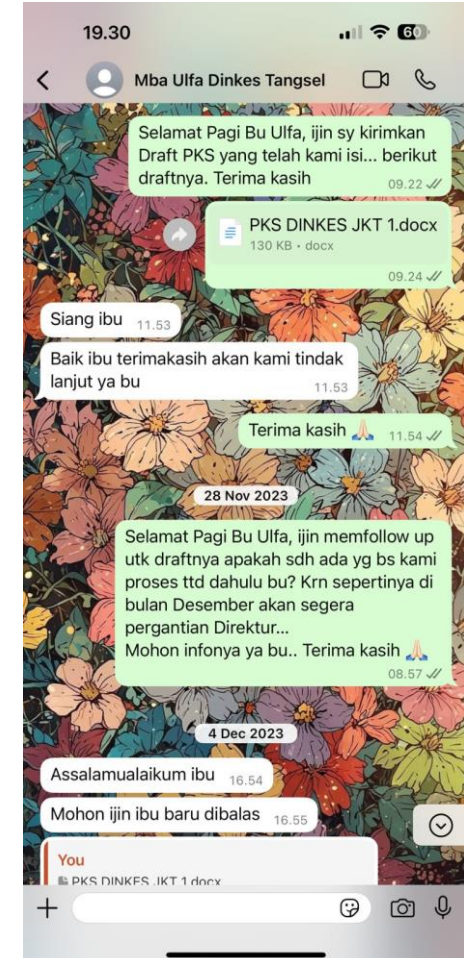 19.30
60
Mba Ulfa Dinkes Tangsel
Selamat Pagi Bu Ulfa, ijin sy kirimkan
Draft PKS yang telah kami isi... berikut
draftnya. Terima kasih
09.22
PKS DINKES JKT 1.docx
130 KB • docx
09.24
Siang ibu
11.53
Baik ibu terimakasih akan kami tindak
lanjut ya bu
11.53
Terima kasih 🙏🏻
11.54
28 Nov 2023
Selamat Pagi Bu Ulfa, ijin memfollow up
utk draftnya apakah sdh ada yg bs kami
proses ttd dahulu bu? Krn sepertinya di
bulan Desember akan segera
pergantian Direktur...
Mohon infonya ya bu.. Terima kasih 🙏🏻
08.57
4 Dec 2023
Assalamualaikum ibu
16.54
Mohon ijin ibu baru dibalas
16.55
You
PKS DINKES JKT 1.docx